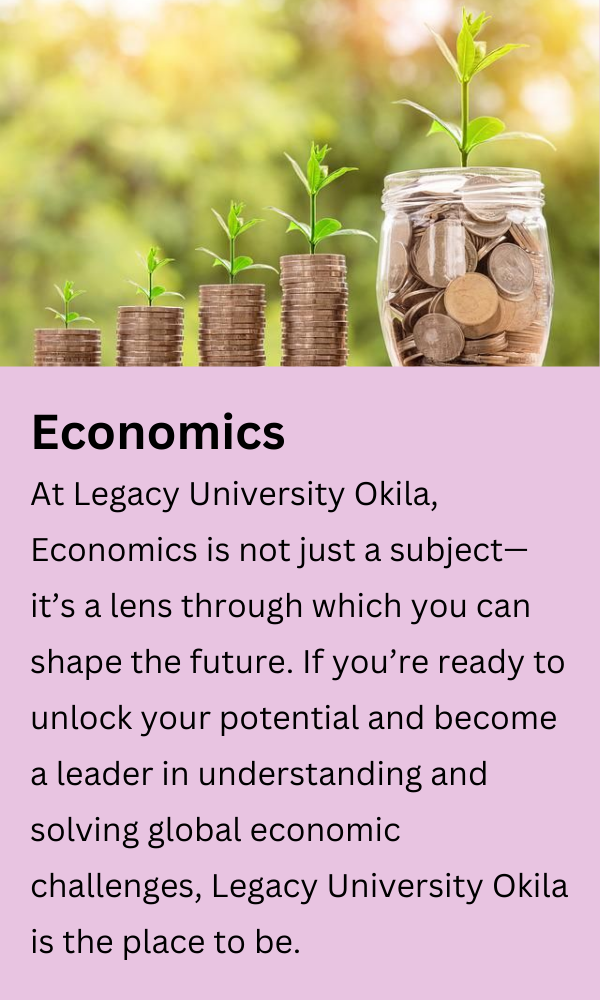 Economics
At Legacy University Okila,
Economics is not just a subject—
it’s a lens through which you can
shape the future. If you’re ready to
unlock your potential and become
a leader in understanding and
solving global economic
challenges, Legacy University Okila
is the place to be.